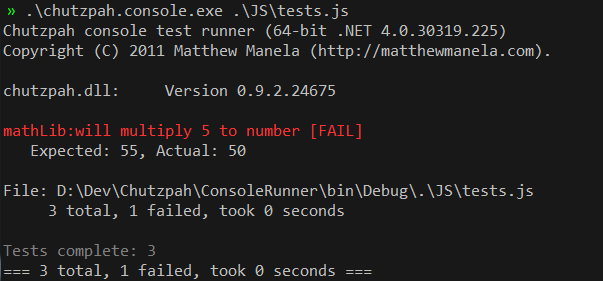 » .\chutzpah.console.exe .\JS\tests.js
Chutzpah console test runner (64-bit .NET 4.0.30319.225)
Copyright (C) 2011 Matthew Manela (http://matthewmanela.com).
chutzpah.dll:     Version 0.9.2.24675
mathLib:will multiply 5 to number [FAIL]
Expected: 55, Actual: 50
File: D:\Dev\Chutzpah\ConsoleRunner\bin\Debug\.\JS\tests.js
3 total, 1 failed, took 0 seconds
Tests complete: 3
=== 3 total, 1 failed, took 0 seconds ===